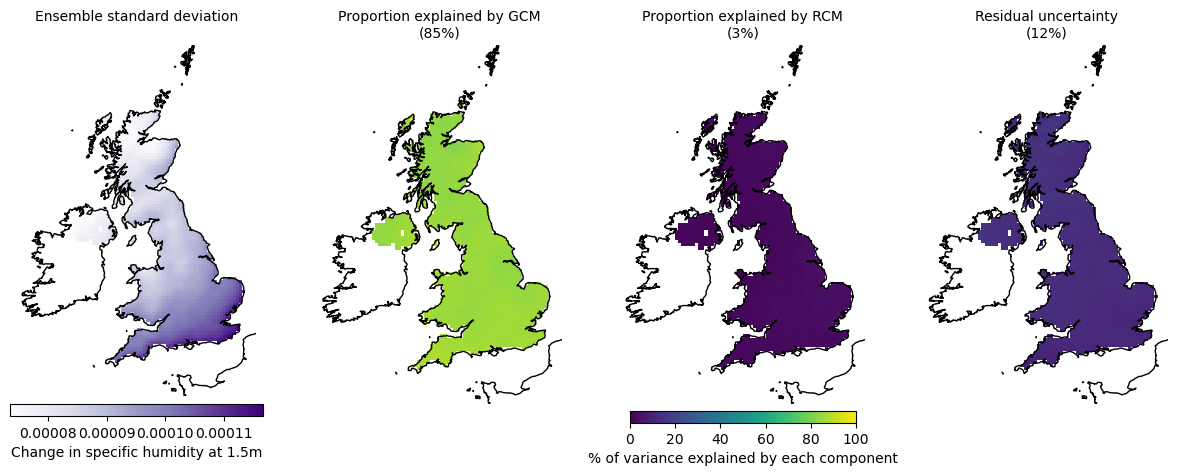 Ensemble standard deviation
Proportion explained by GCM
(85%)
Proportion explained by RCM
(3%)
Residual uncertainty
(12%)
0.00008 0.00009 0.00010 0.00011
Change in specific humidity at 1.5m
0 20 40 60 80 100
% of variance explained by each component